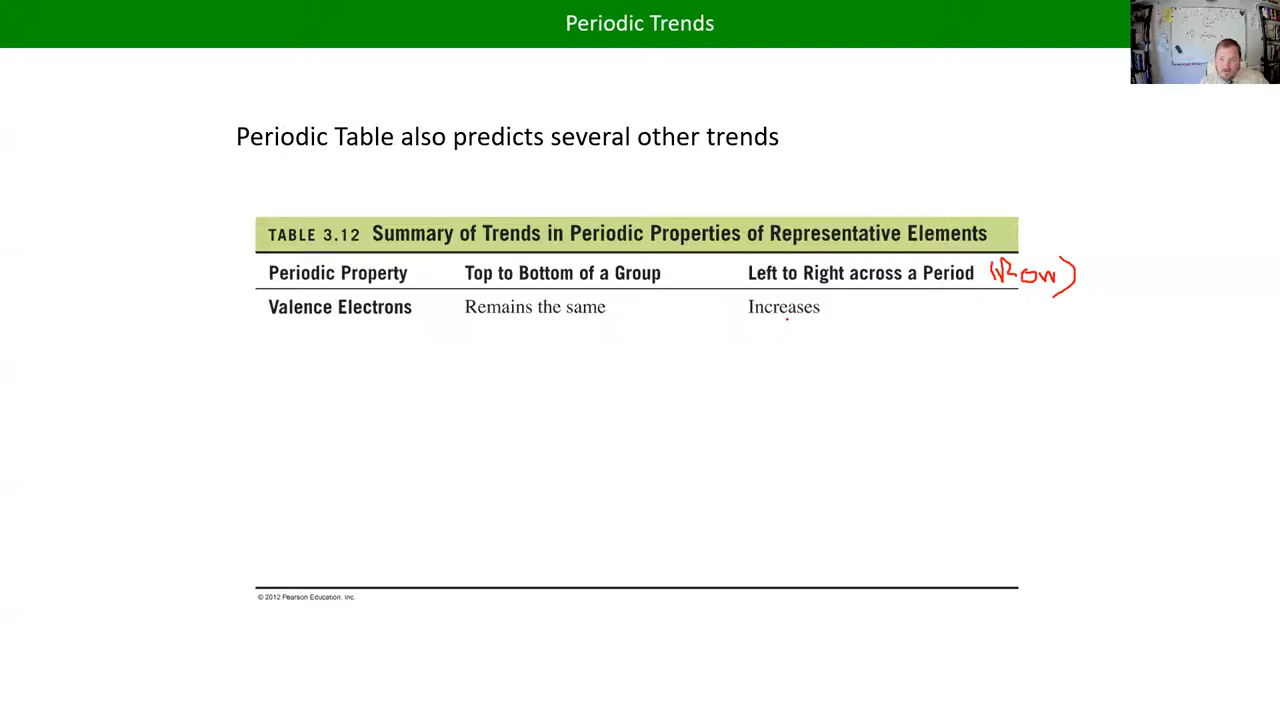 Periodic Trends
Periodic Table also predicts several other trends
TABLE 3.12 Summary of Trends in Periodic Properties of Representative Elements
Periodic Property Top to Bottom of a Group Left to Right across a Period (Row)
Valence Electrons Remains the same Increases
© 2012 Pearson Education, Inc.